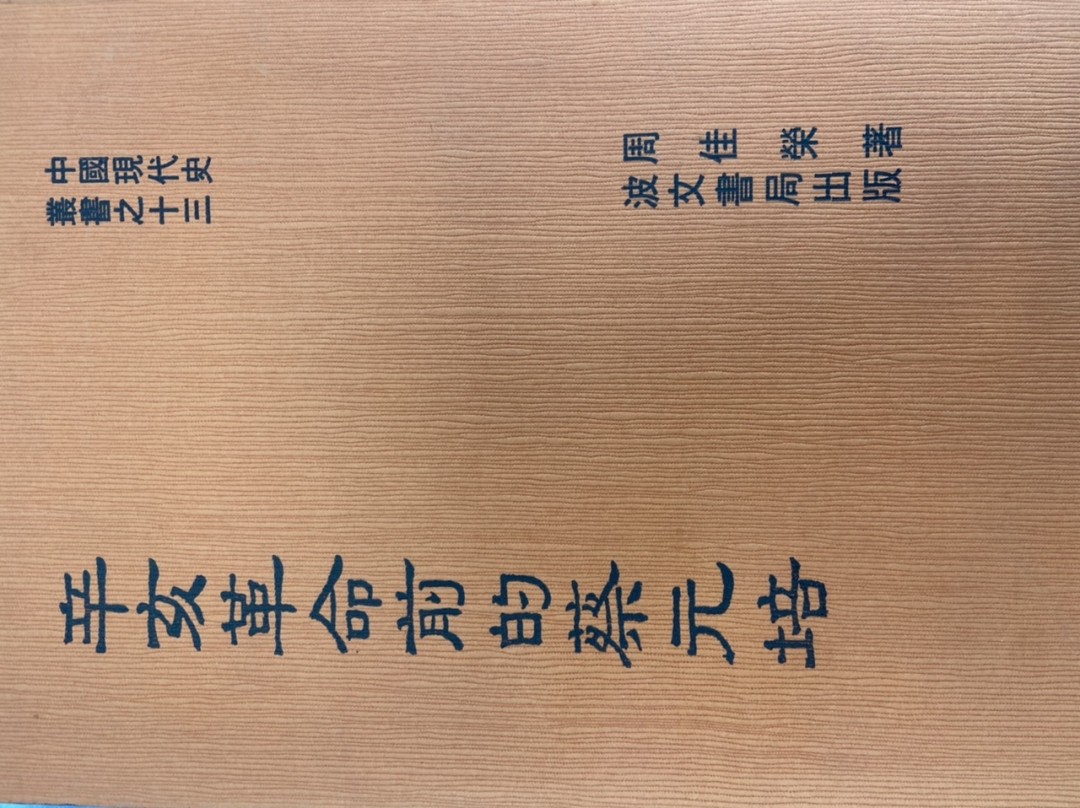 中國現代史
叢書之十三
辛亥革命前的蔡元培
周佳榮著
波文書局出版